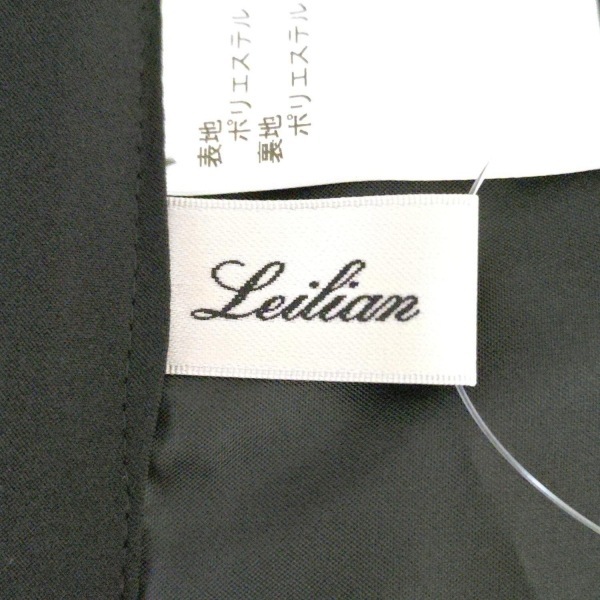 表地
ポリエステル
裏地
ポリエステル
Leilian